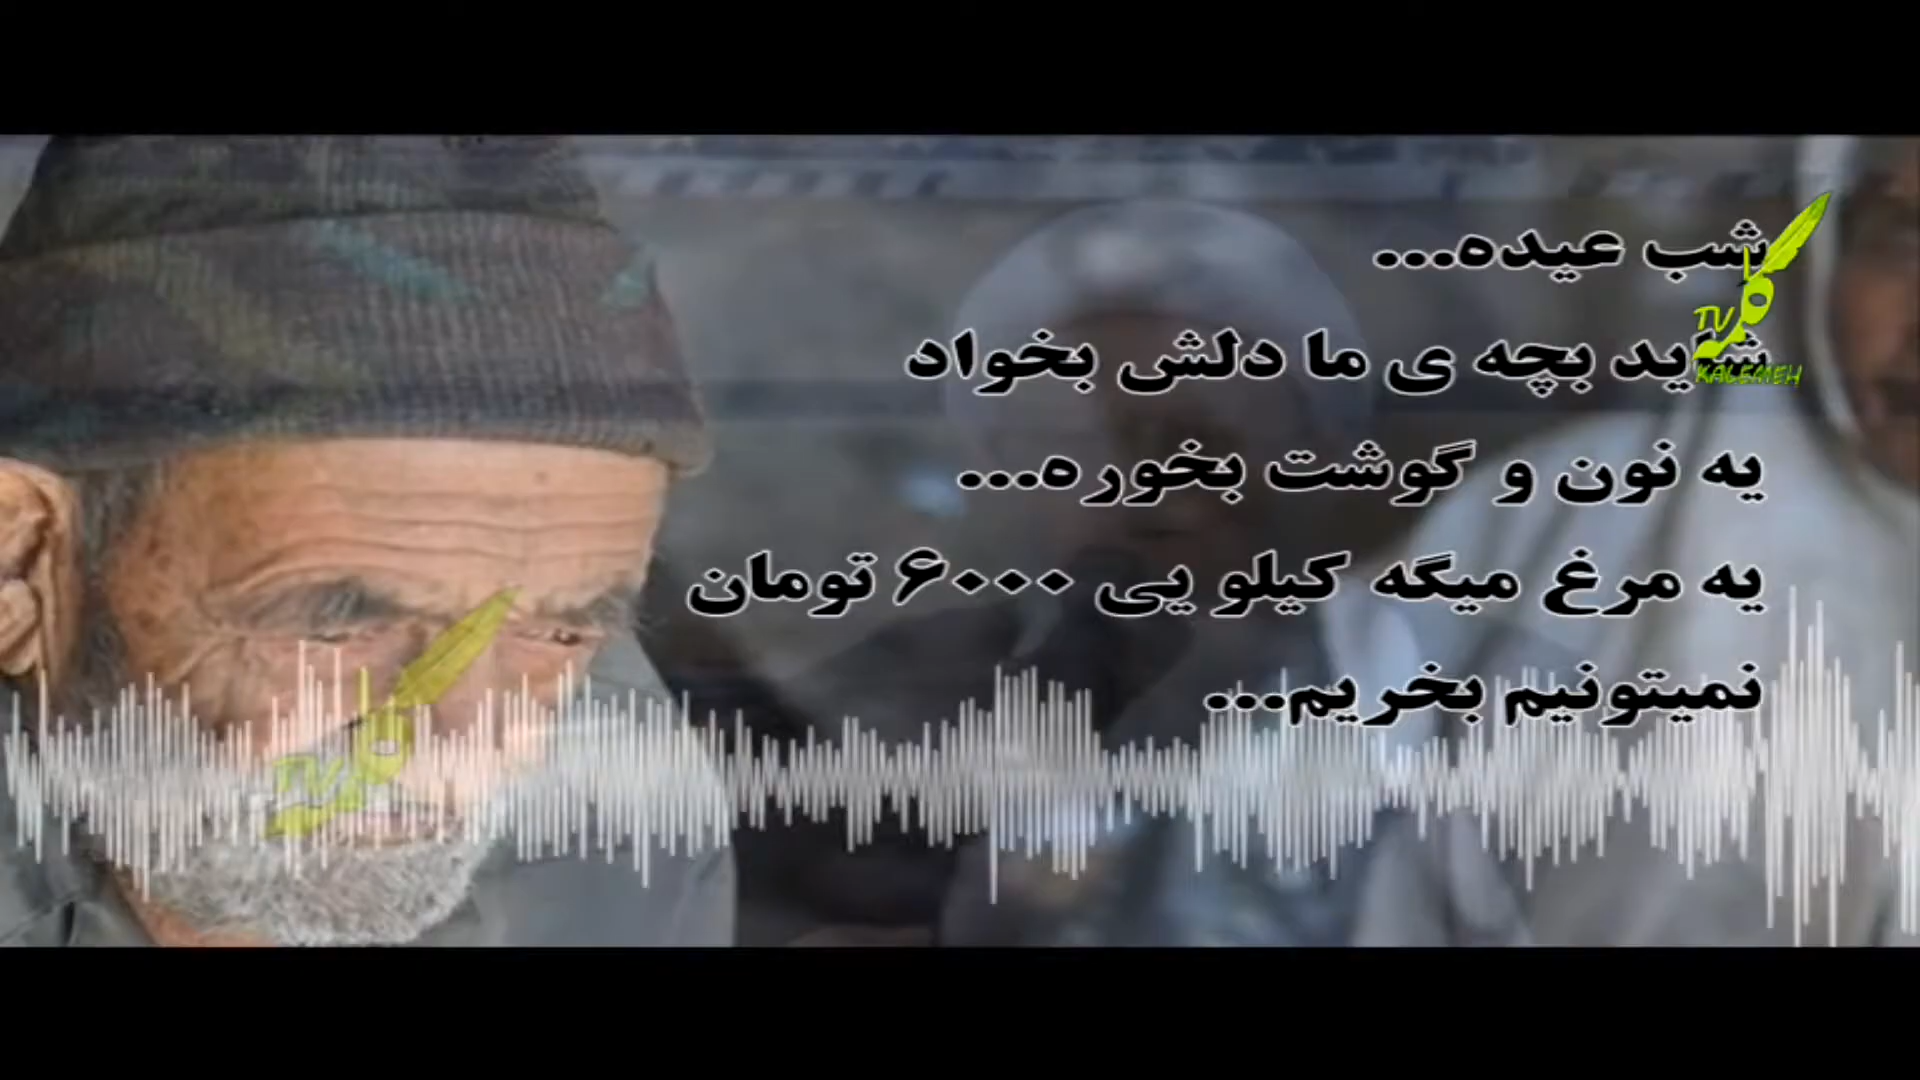 شب عیده...
شاید بچه ی ما دلش بخواد
یه نون و گوشت بخوره...
یه مرغ میگه کیلو یی ۶۰۰۰ تومان
نمیتونیم بخریم...
TV
KALEMEH
TV